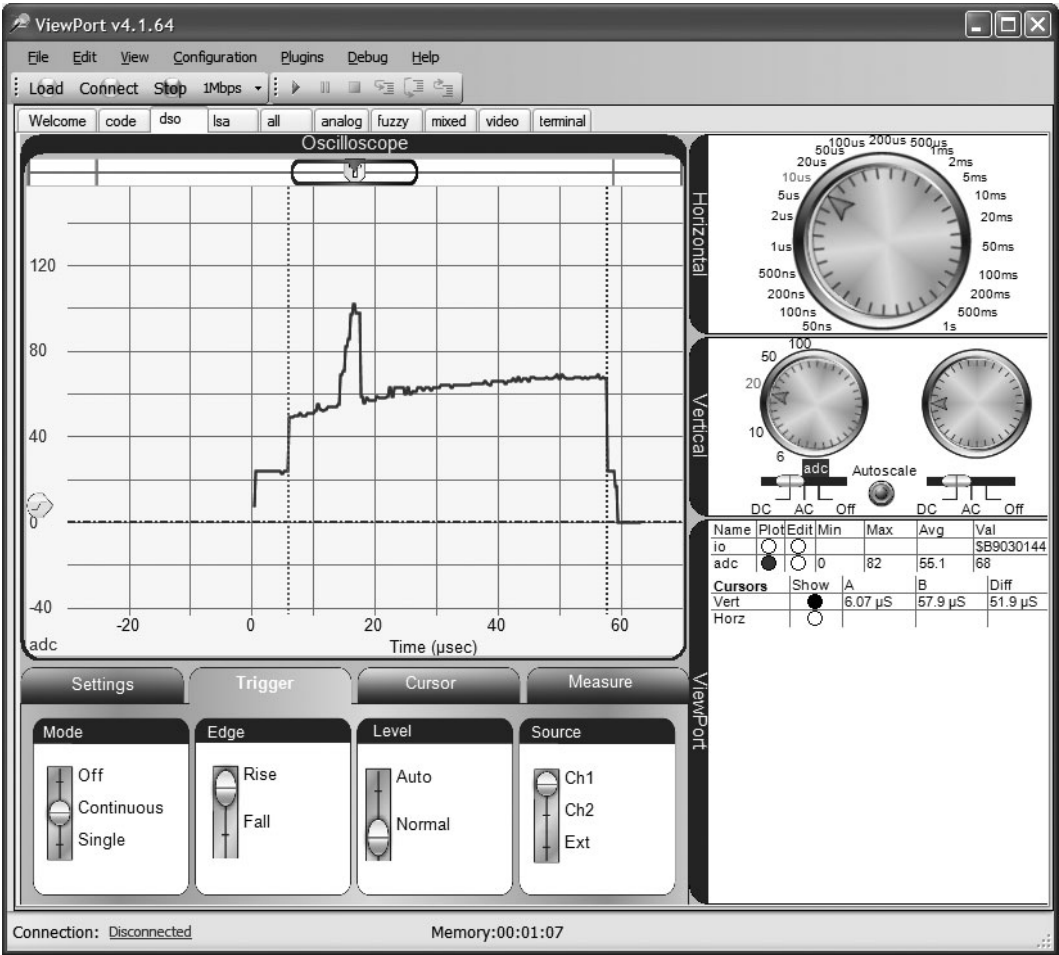 ViewPort v4.1.64
File Edit View Configuration Plugins Debug Help
Load Connect Stop 1Mbps
Welcome code dso lsa all analog fuzzy mixed video terminal
Oscilloscope
120
80
40
0
-40
-20 0 20 40 60
adc
Time (µsec)
Horizontal
50ns
100ns
200ns
500ns
1us
2us
5us
10us
20us
50us
100us
200us
500us
1ms
2ms
5ms
10ms
20ms
50ms
100ms
200ms
500ms
1s
Vertical
100
50
20
10
6
adc
Autoscale
DC AC Off
DC AC Off
ViewPort
Name Plot Edit Min Max Avg Val
io $B9030144
adc 0 82 55.1 68
Cursors Show A B Diff
Vert 6.07 µS 57.9 µS 51.9 µS
Horz
Settings Trigger Cursor Measure
Mode
Off
Continuous
Single
Edge
Rise
Fall
Level
Auto
Normal
Source
Ch1
Ch2
Ext
Connection: Disconnected
Memory:00:01:07